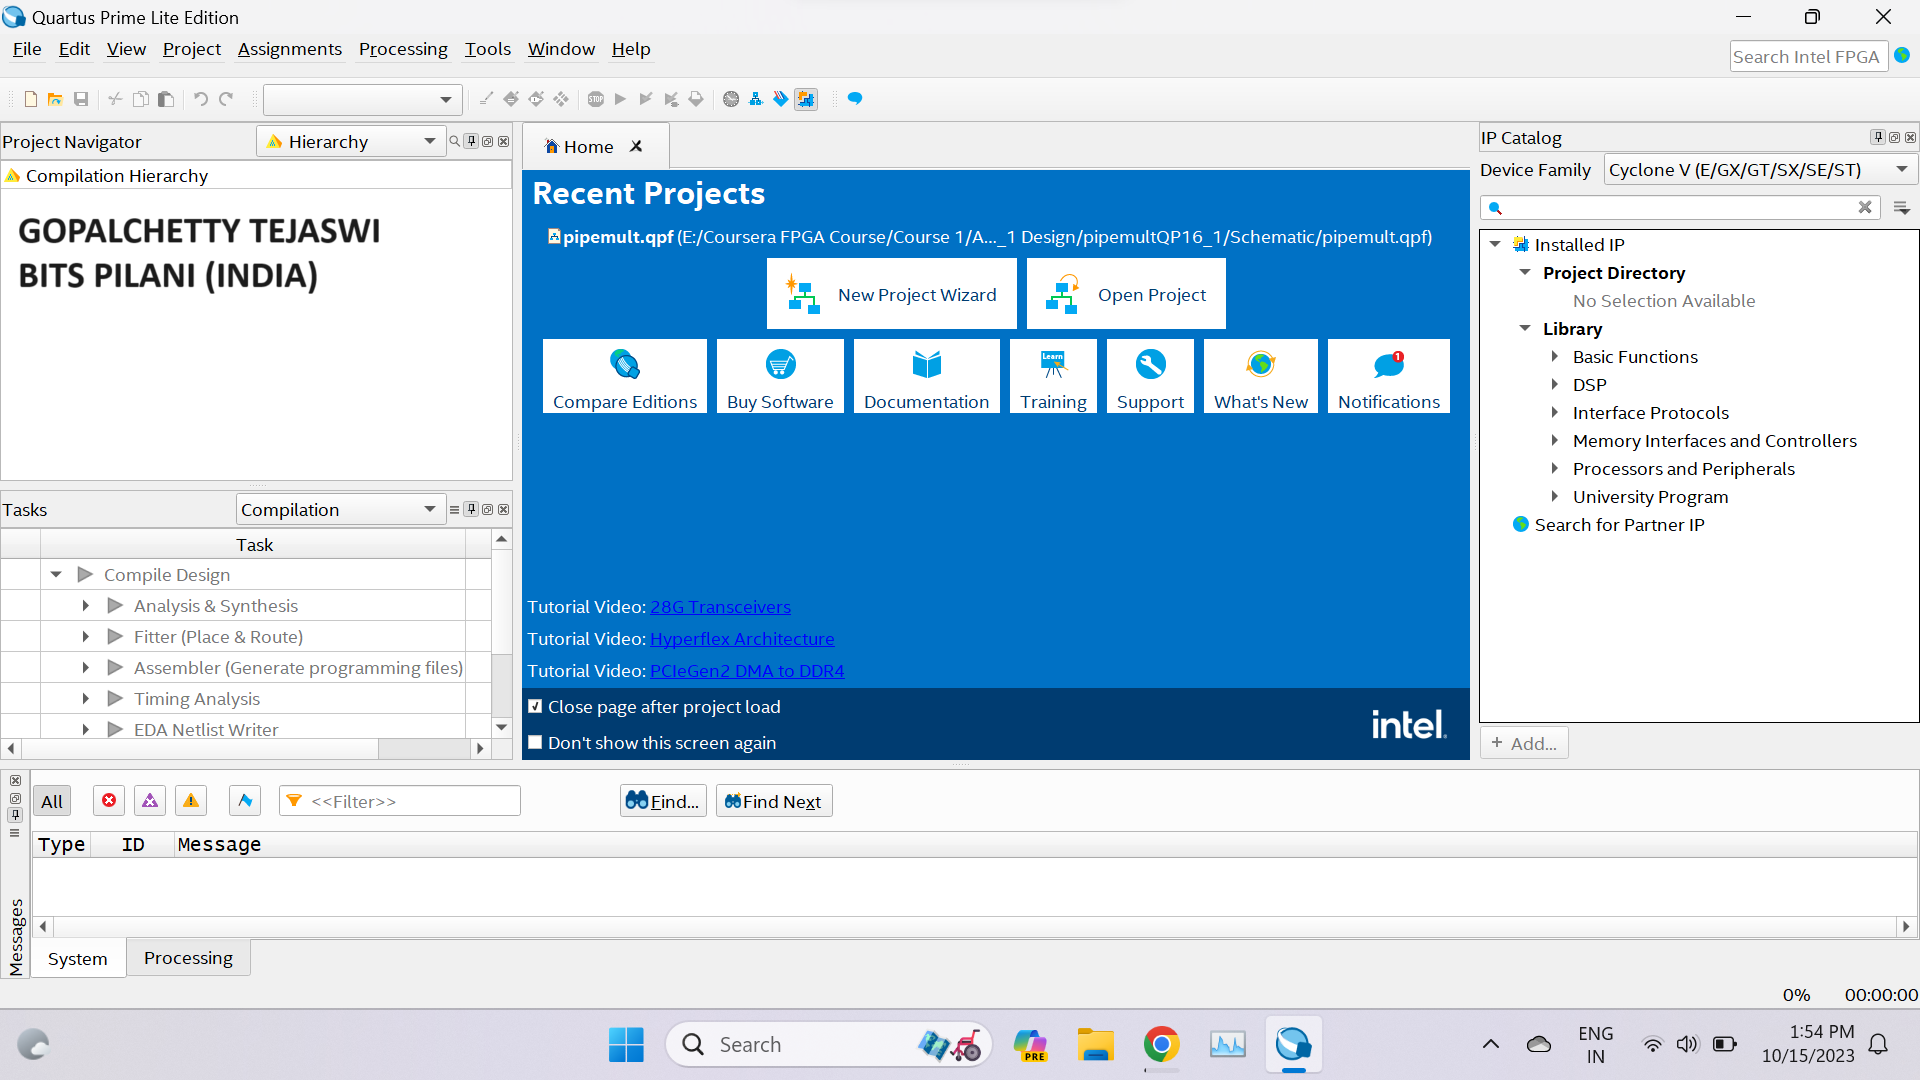 Quartus Prime Lite Edition
File Edit View Project Assignments Processing Tools Window Help
Search Intel FPGA
STOP
Project Navigator
Hierarchy
Compilation Hierarchy
GOPALCHETTY TEJASWI
BITS PILANI (INDIA)
Tasks
Compilation
Task
Compile Design
Analysis & Synthesis
Fitter (Place & Route)
Assembler (Generate programming files)
Timing Analysis
EDA Netlist Writer
Home
Recent Projects
pipemult.qpf (E:/Coursera FPGA Course/Course 1/A..._1 Design/pipemultQP16_1/Schematic/pipemult.qpf)
New Project Wizard
Open Project
Compare Editions
Buy Software
Documentation
Learn
Training
Support
What's New
1
Notifications
Tutorial Video: 28G Transceivers
Tutorial Video: Hyperflex Architecture
Tutorial Video: PCIeGen2 DMA to DDR4
Close page after project load
Don't show this screen again
intel.
IP Catalog
Device Family
Cyclone V (E/GX/GT/SX/SE/ST)
Installed IP
Project Directory
No Selection Available
Library
Basic Functions
DSP
Interface Protocols
Memory Interfaces and Controllers
Processors and Peripherals
University Program
Search for Partner IP
+ Add...
Messages
All
<<Filter>>
Find...
Find Next
Type ID Message
System
Processing
0% 00:00:00
Search
PRE
ENG
IN
1:54 PM
10/15/2023